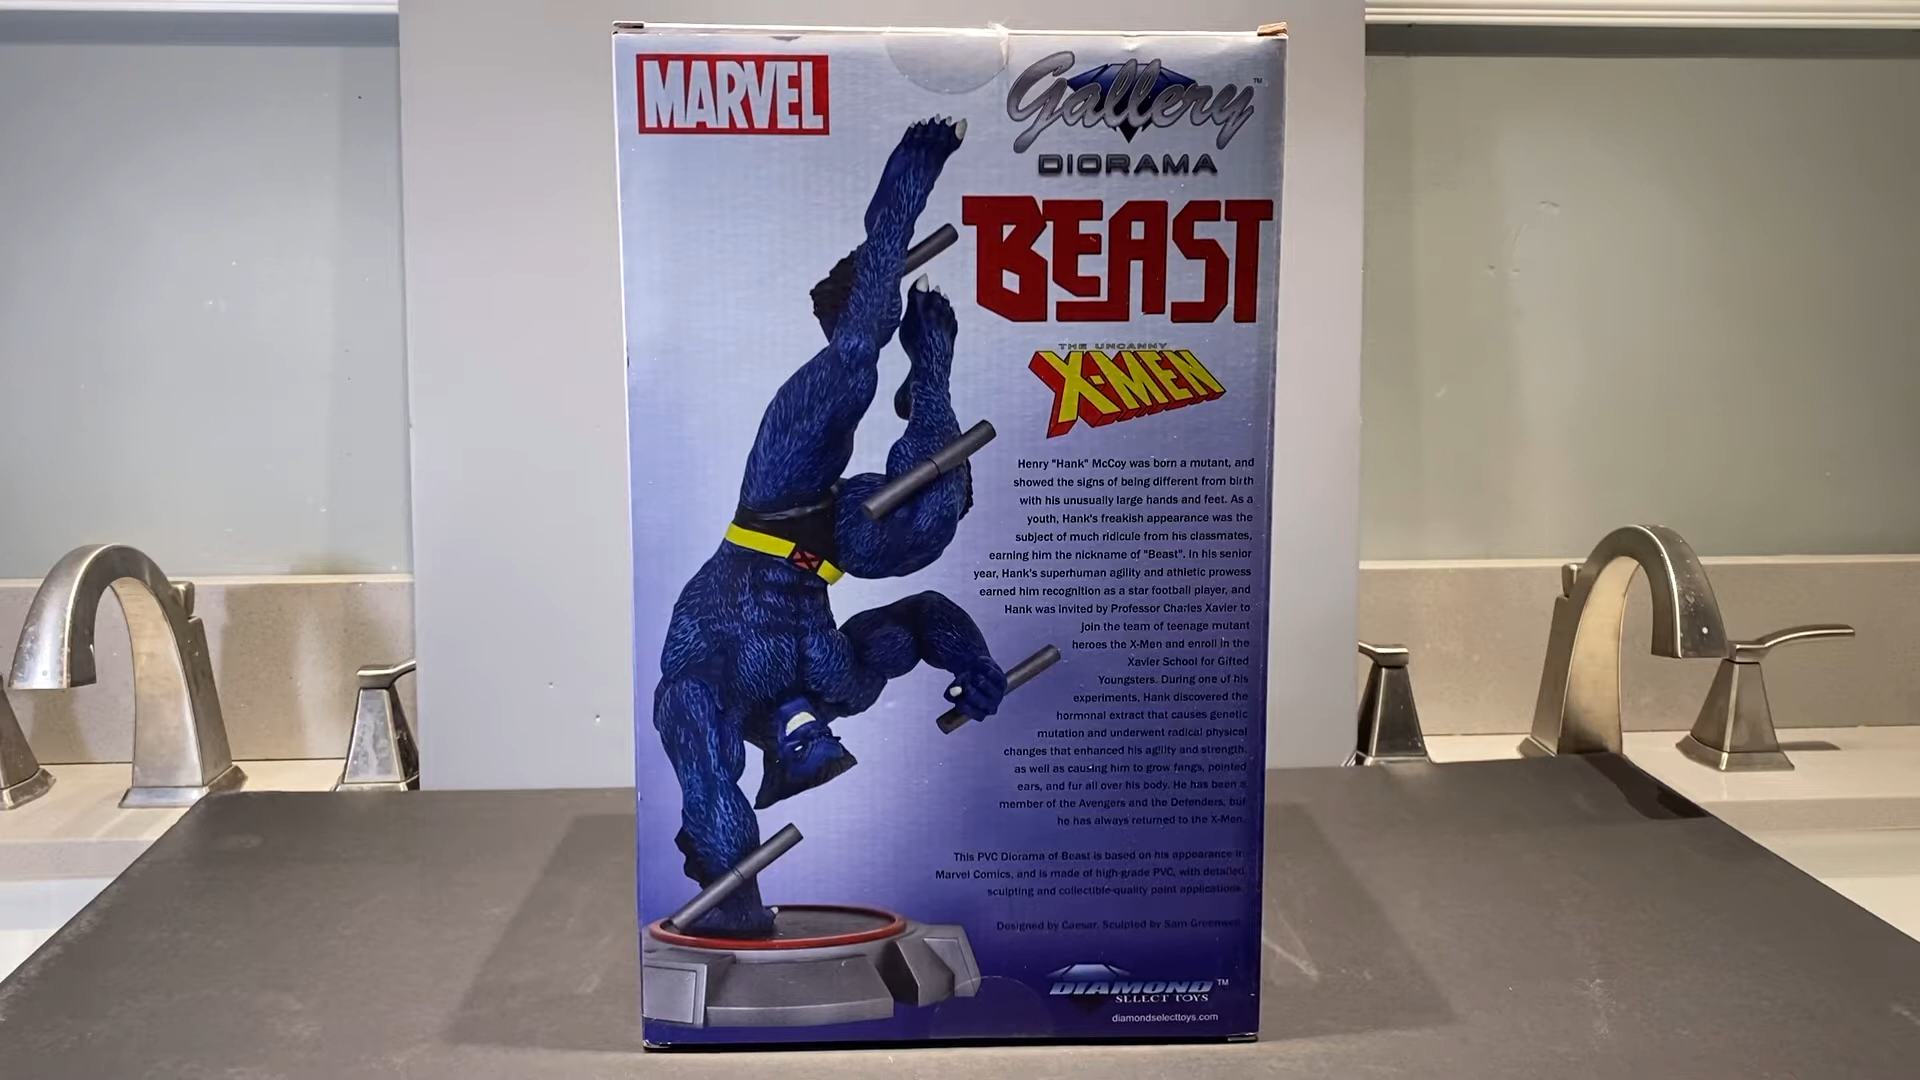 MARVEL
Gallery™
DIORAMA
BEAST
THE UNCANNY
X-MEN
Henry "Hank" McCoy was born a mutant, and
showed the signs of being different from birth
with his unusually large hands and feet. As a
youth, Hank's freakish appearance was the
subject of much ridicule from his classmates,
earning him the nickname of "Beast". In his senior
year, Hank's superhuman agility and athletic prowess
earned him recognition as a star football player, and
Hank was invited by Professor Charles Xavier to
join the team of teenage mutant
heroes the X-Men and enroll in the
Xavier School for Gifted
Youngsters. During one of his
experiments, Hank discovered the
hormonal extract that causes genetic
mutation and underwent radical physical
changes that enhanced his agility and strength,
as well as causing him to grow fangs, pointed
ears, and fur all over his body. He has been a
member of the Avengers and the Defenders, but
he has always returned to the X-Men.
This PVC Diorama of Beast is based on his appearance in
Marvel Comics, and is made of high-grade PVC, with detailed
sculpting and collectible-quality paint applications.
Designed by Caesar. Sculpted by Sam Greenwell
DIAMOND™
SELECT TOYS
diamondselecttoys.com